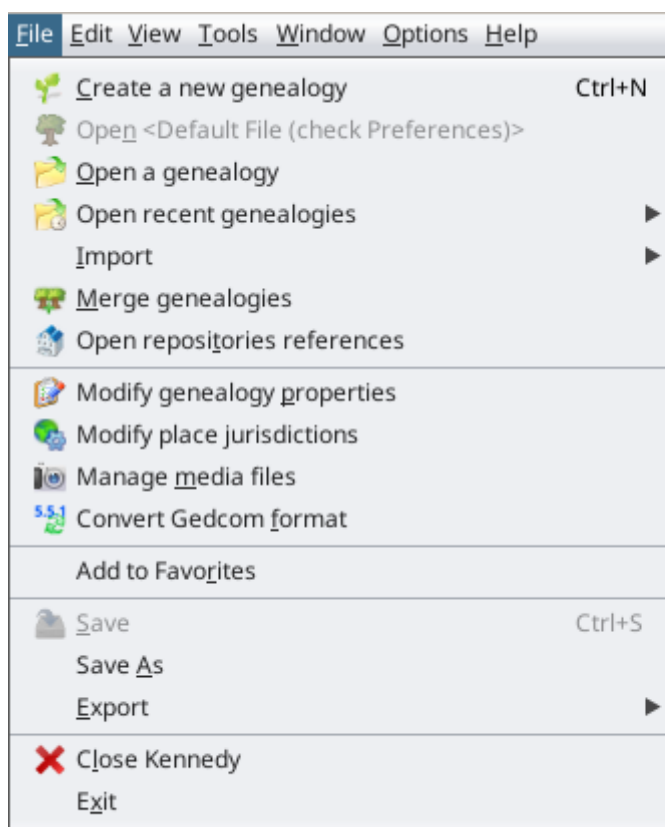 File Edit View Tools Window Options Help
Create a new genealogy Ctrl+N
Open <Default File (check Preferences)>
Open a genealogy
Open recent genealogies
Import
Merge genealogies
Open repositories references
Modify genealogy properties
Modify place jurisdictions
Manage media files
5.5.1 Convert Gedcom format
Add to Favorites
Save Ctrl+S
Save As
Export
Close Kennedy
Exit